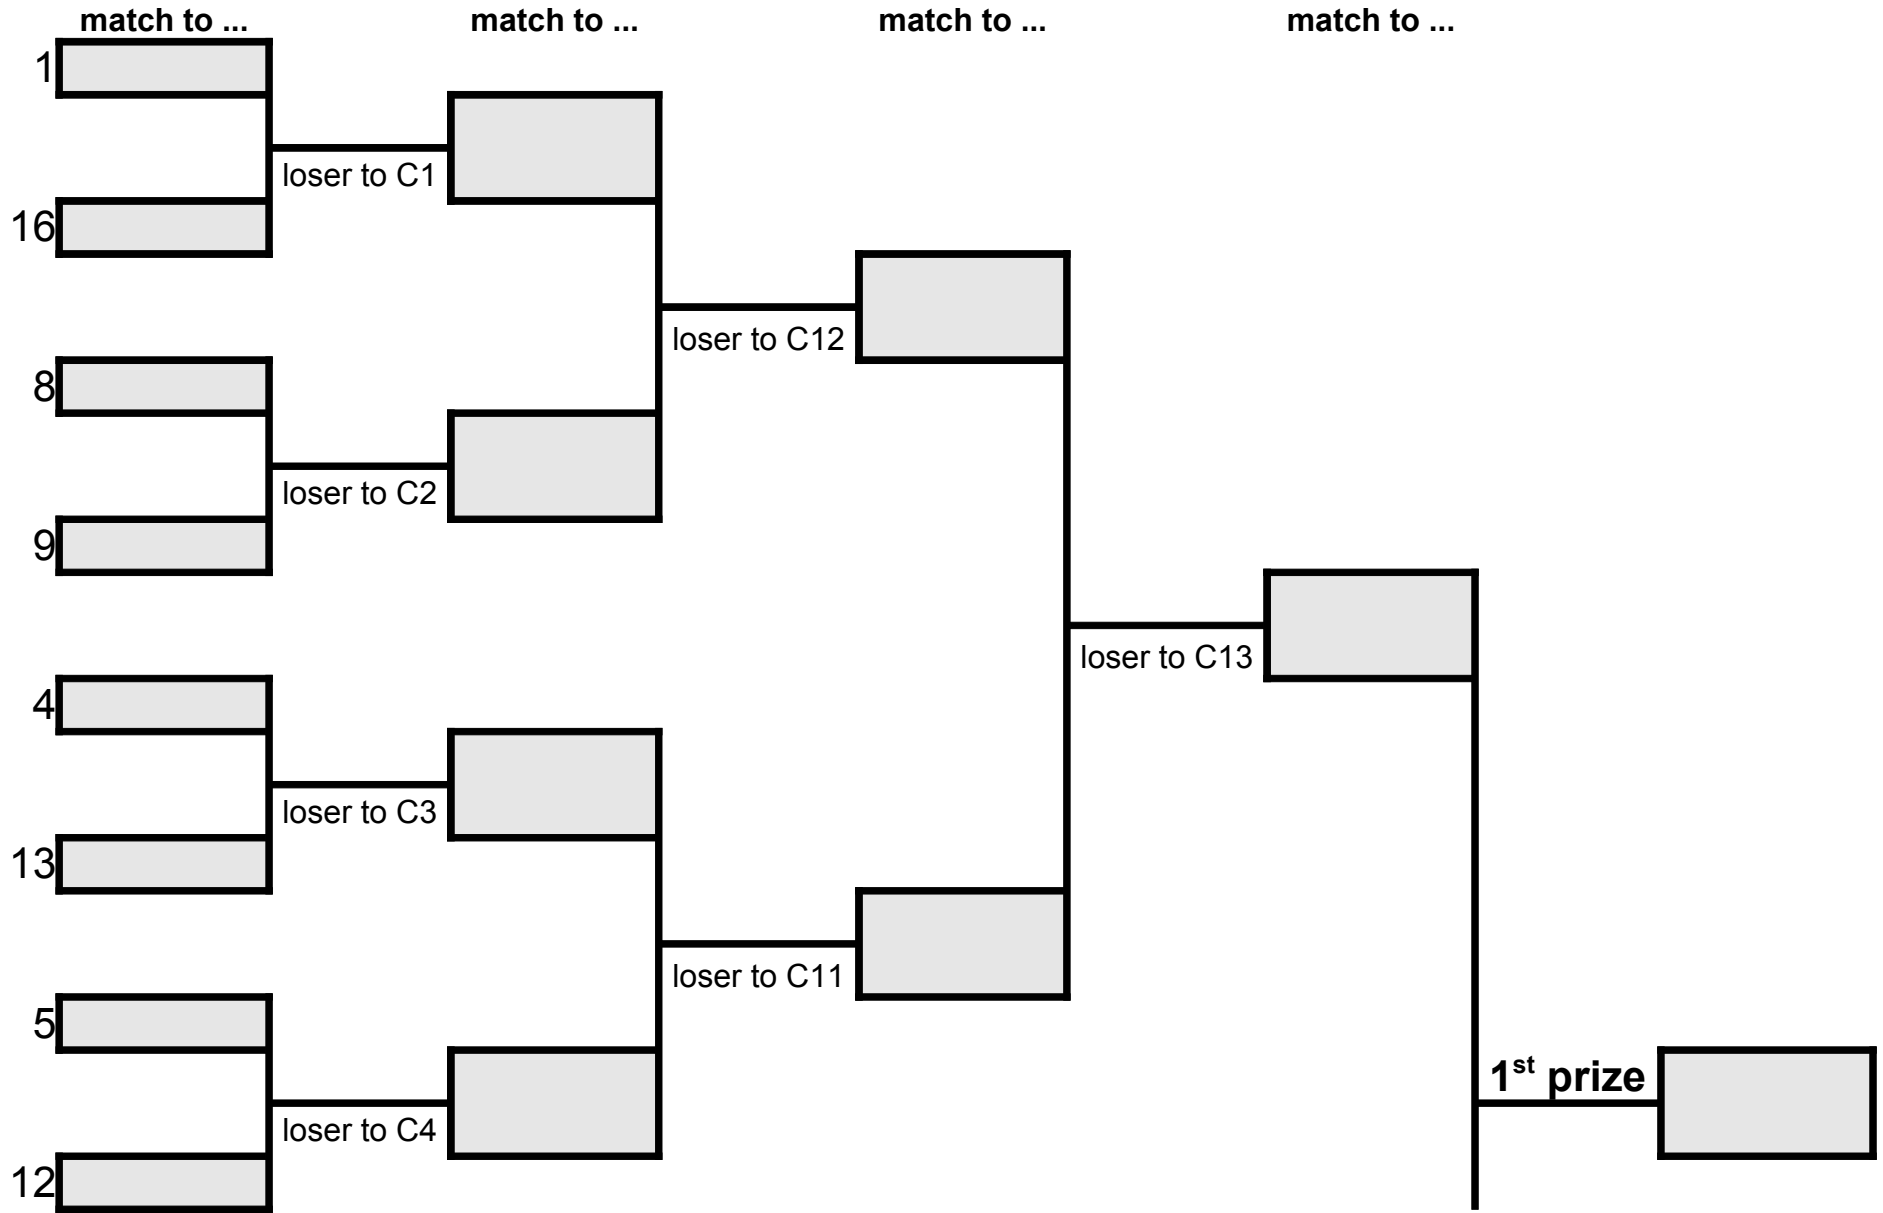 match to ... match to ... match to ... match to ...
1
loser to C1
16
loser to C12
8
loser to C2
9
loser to C13
4
loser to C3
13
loser to C11
5
1st prize
loser to C4
12